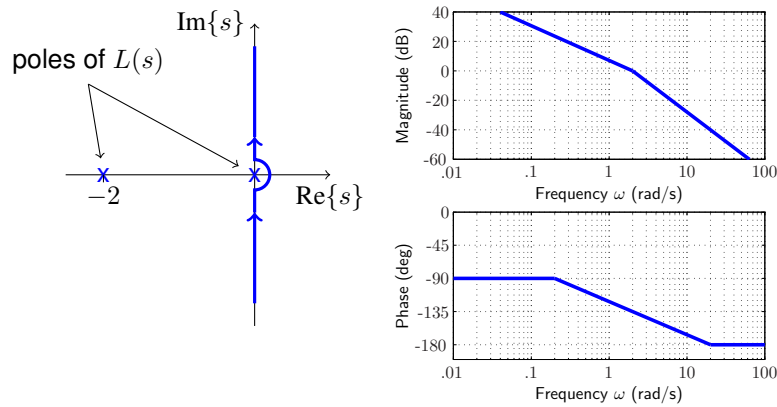 Im{s}
poles of L(s)
x
x
−2
Re{s}
Magnitude (dB)
40
20
0
-20
-40
-60
.01
.1
1
10
100
Frequency ω (rad/s)
Phase (deg)
0
-45
-90
-135
-180
.01
.1
1
10
100
Frequency ω (rad/s)